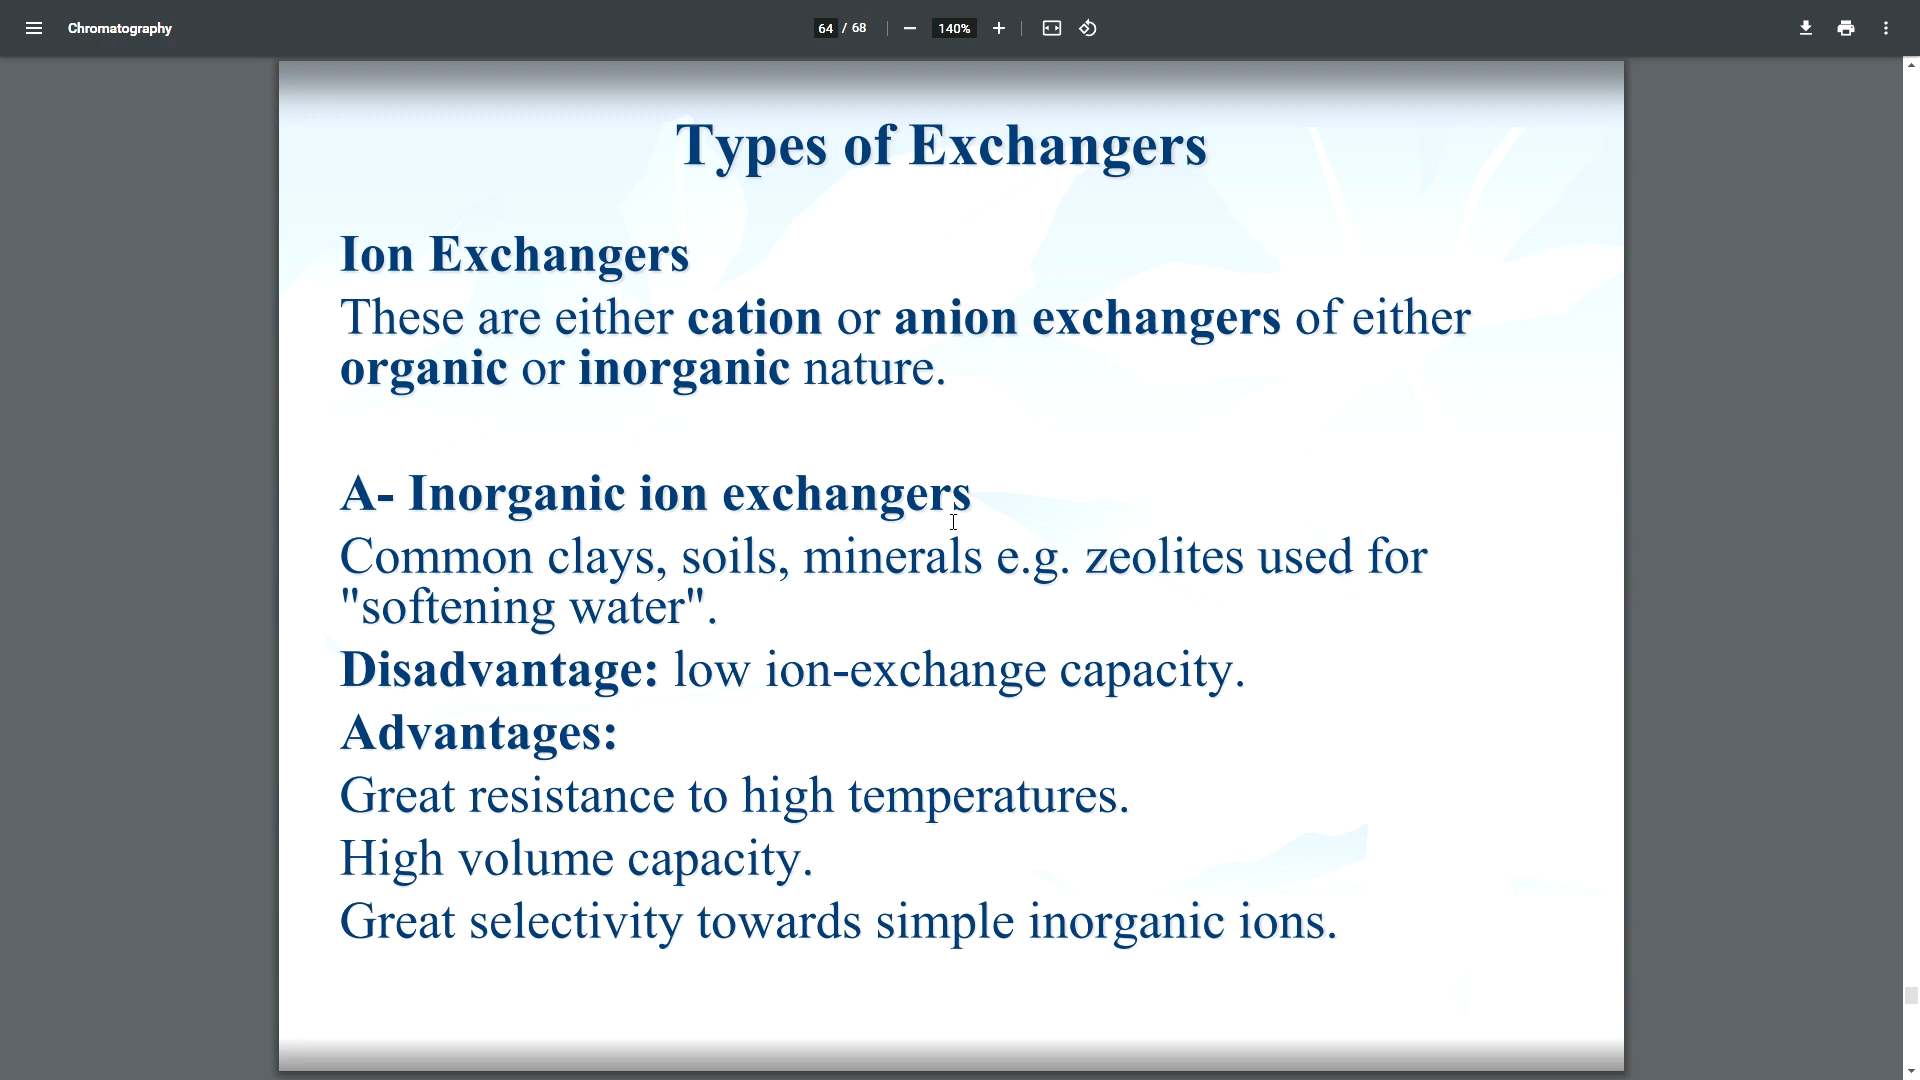 Chromatography
64 / 68
140%
Types of Exchangers
Ion Exchangers
These are either cation or anion exchangers of either
organic or inorganic nature.
A- Inorganic ion exchangers
Common clays, soils, minerals e.g. zeolites used for
"softening water".
Disadvantage: low ion-exchange capacity.
Advantages:
Great resistance to high temperatures.
High volume capacity.
Great selectivity towards simple inorganic ions.